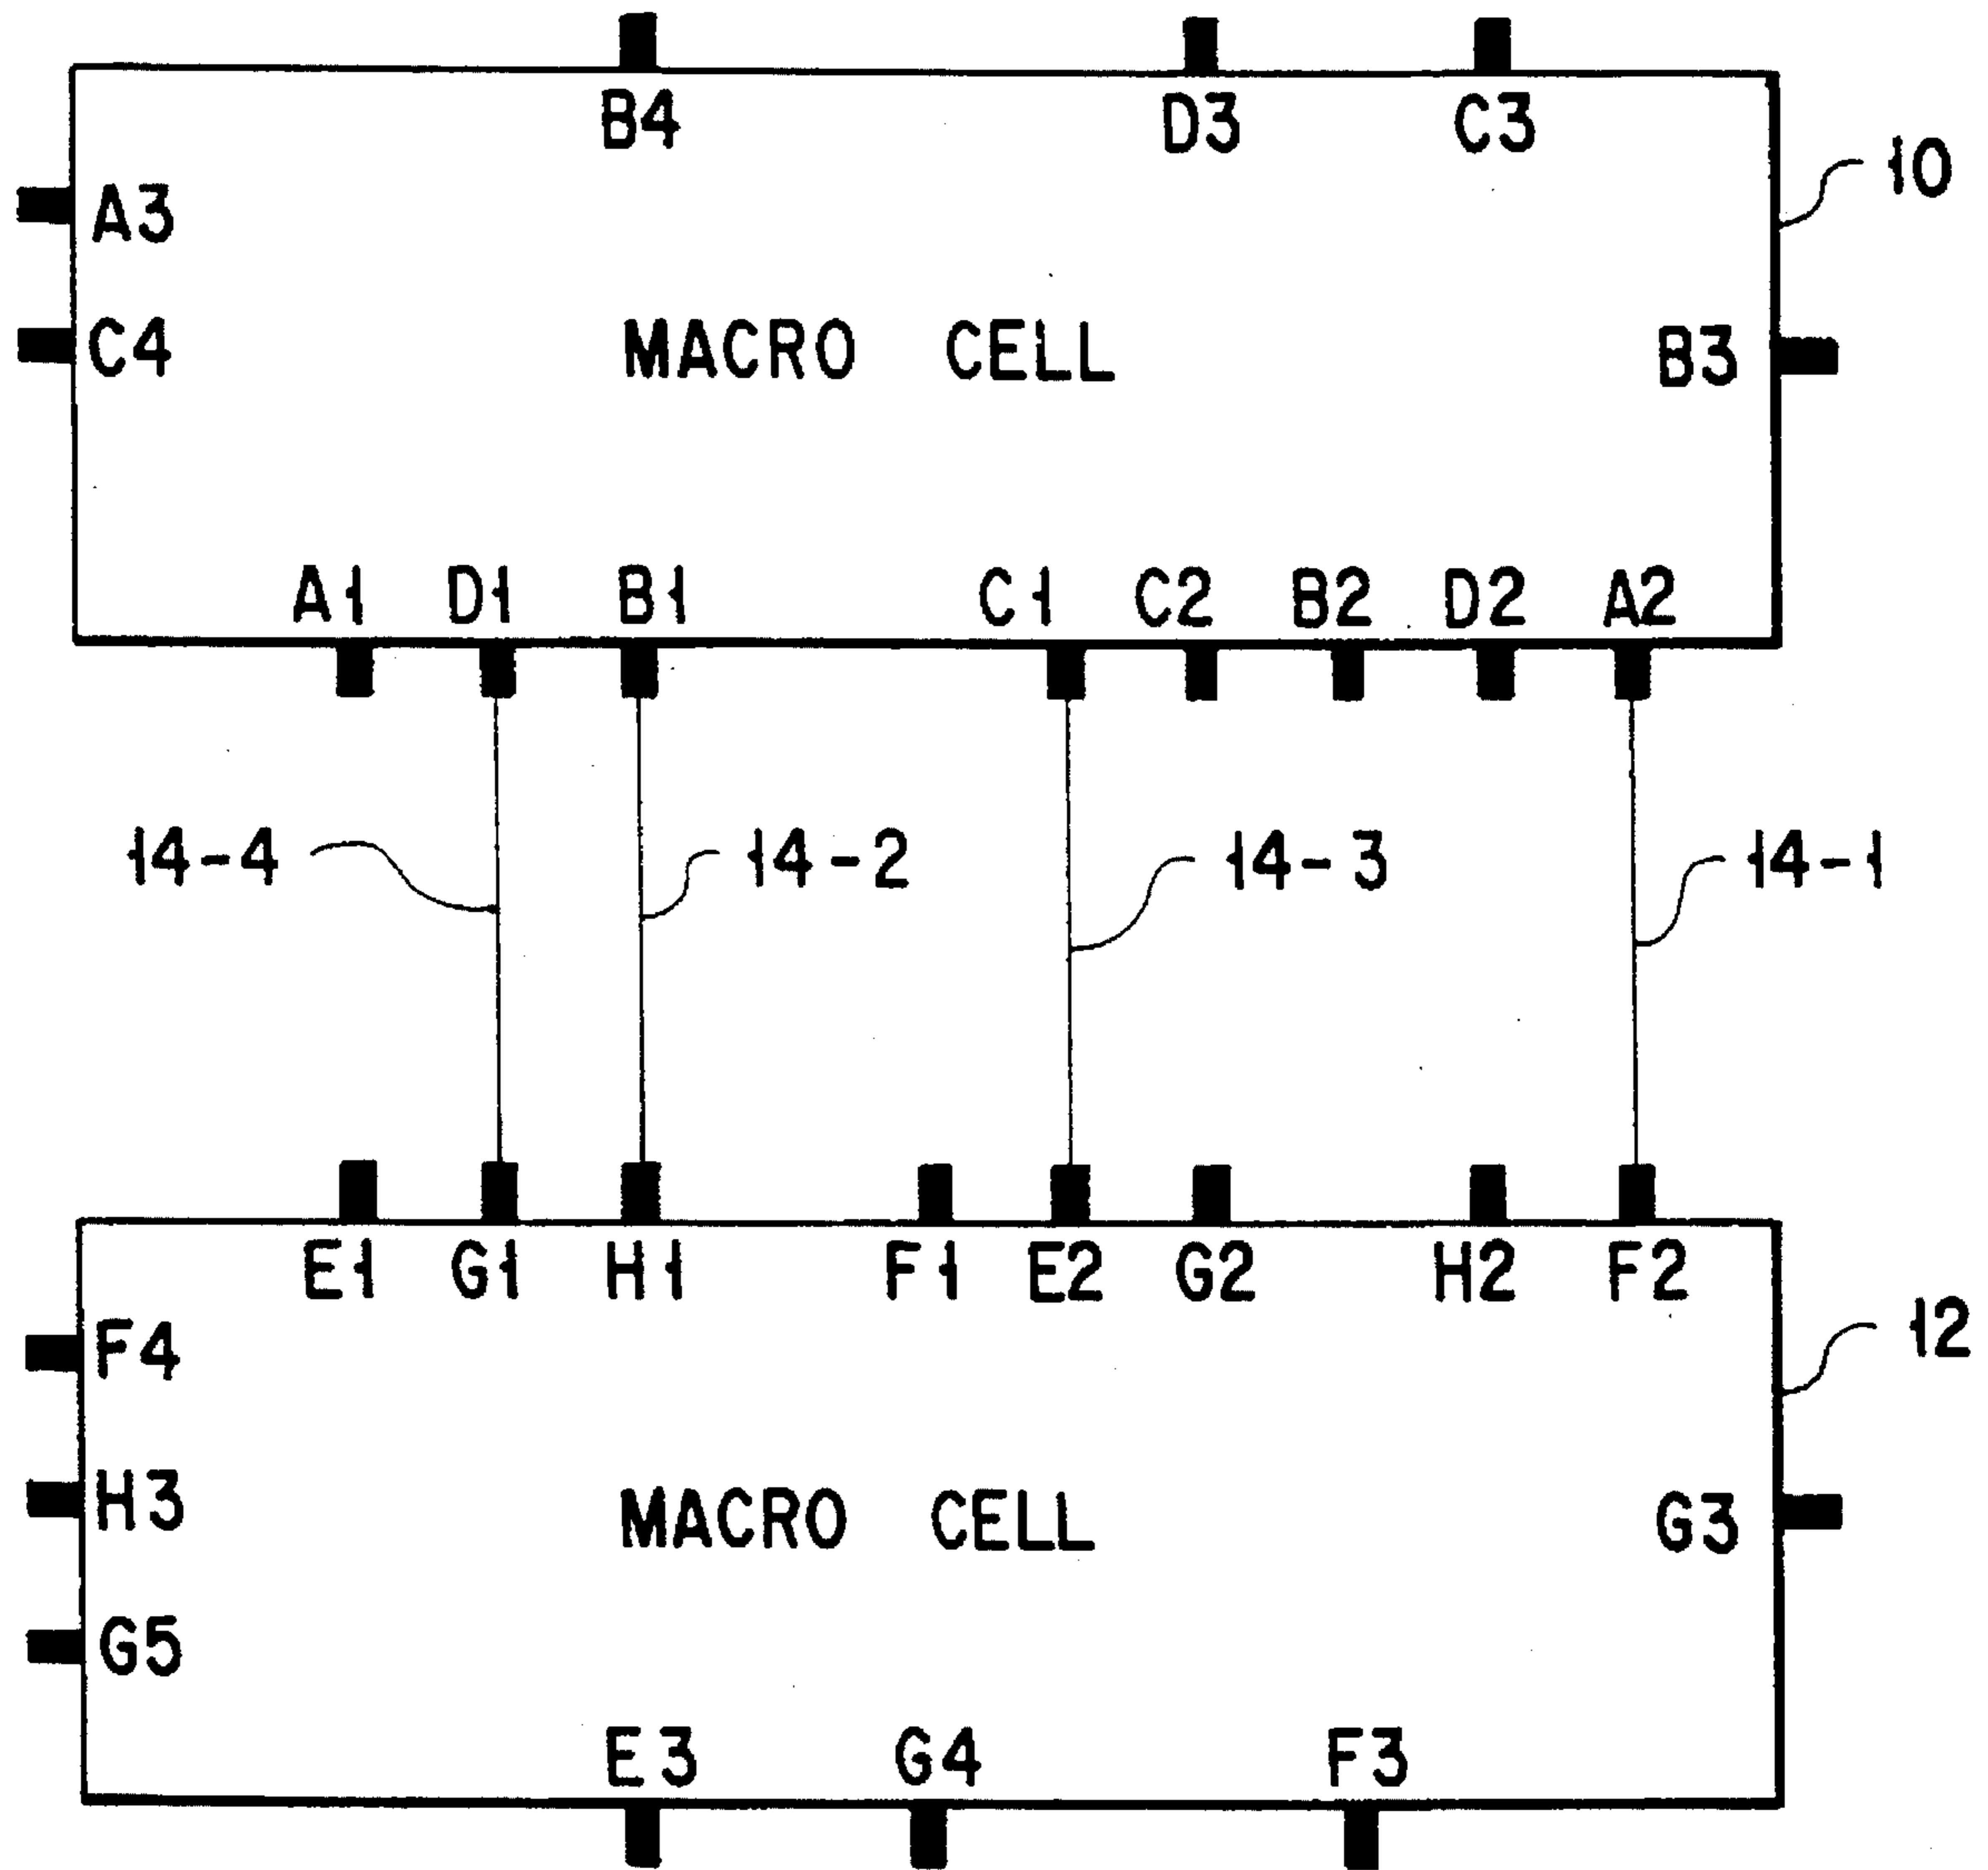 B4 D3 C3
10
A3
C4 MACRO CELL B3
A1 D1 B1 C1 C2 B2 D2 A2
14-4 14-2 14-3 14-1
E1 G1 H1 F1 E2 G2 H2 F2
12
F4
H3 MACRO CELL G3
G5
E3 G4 F3